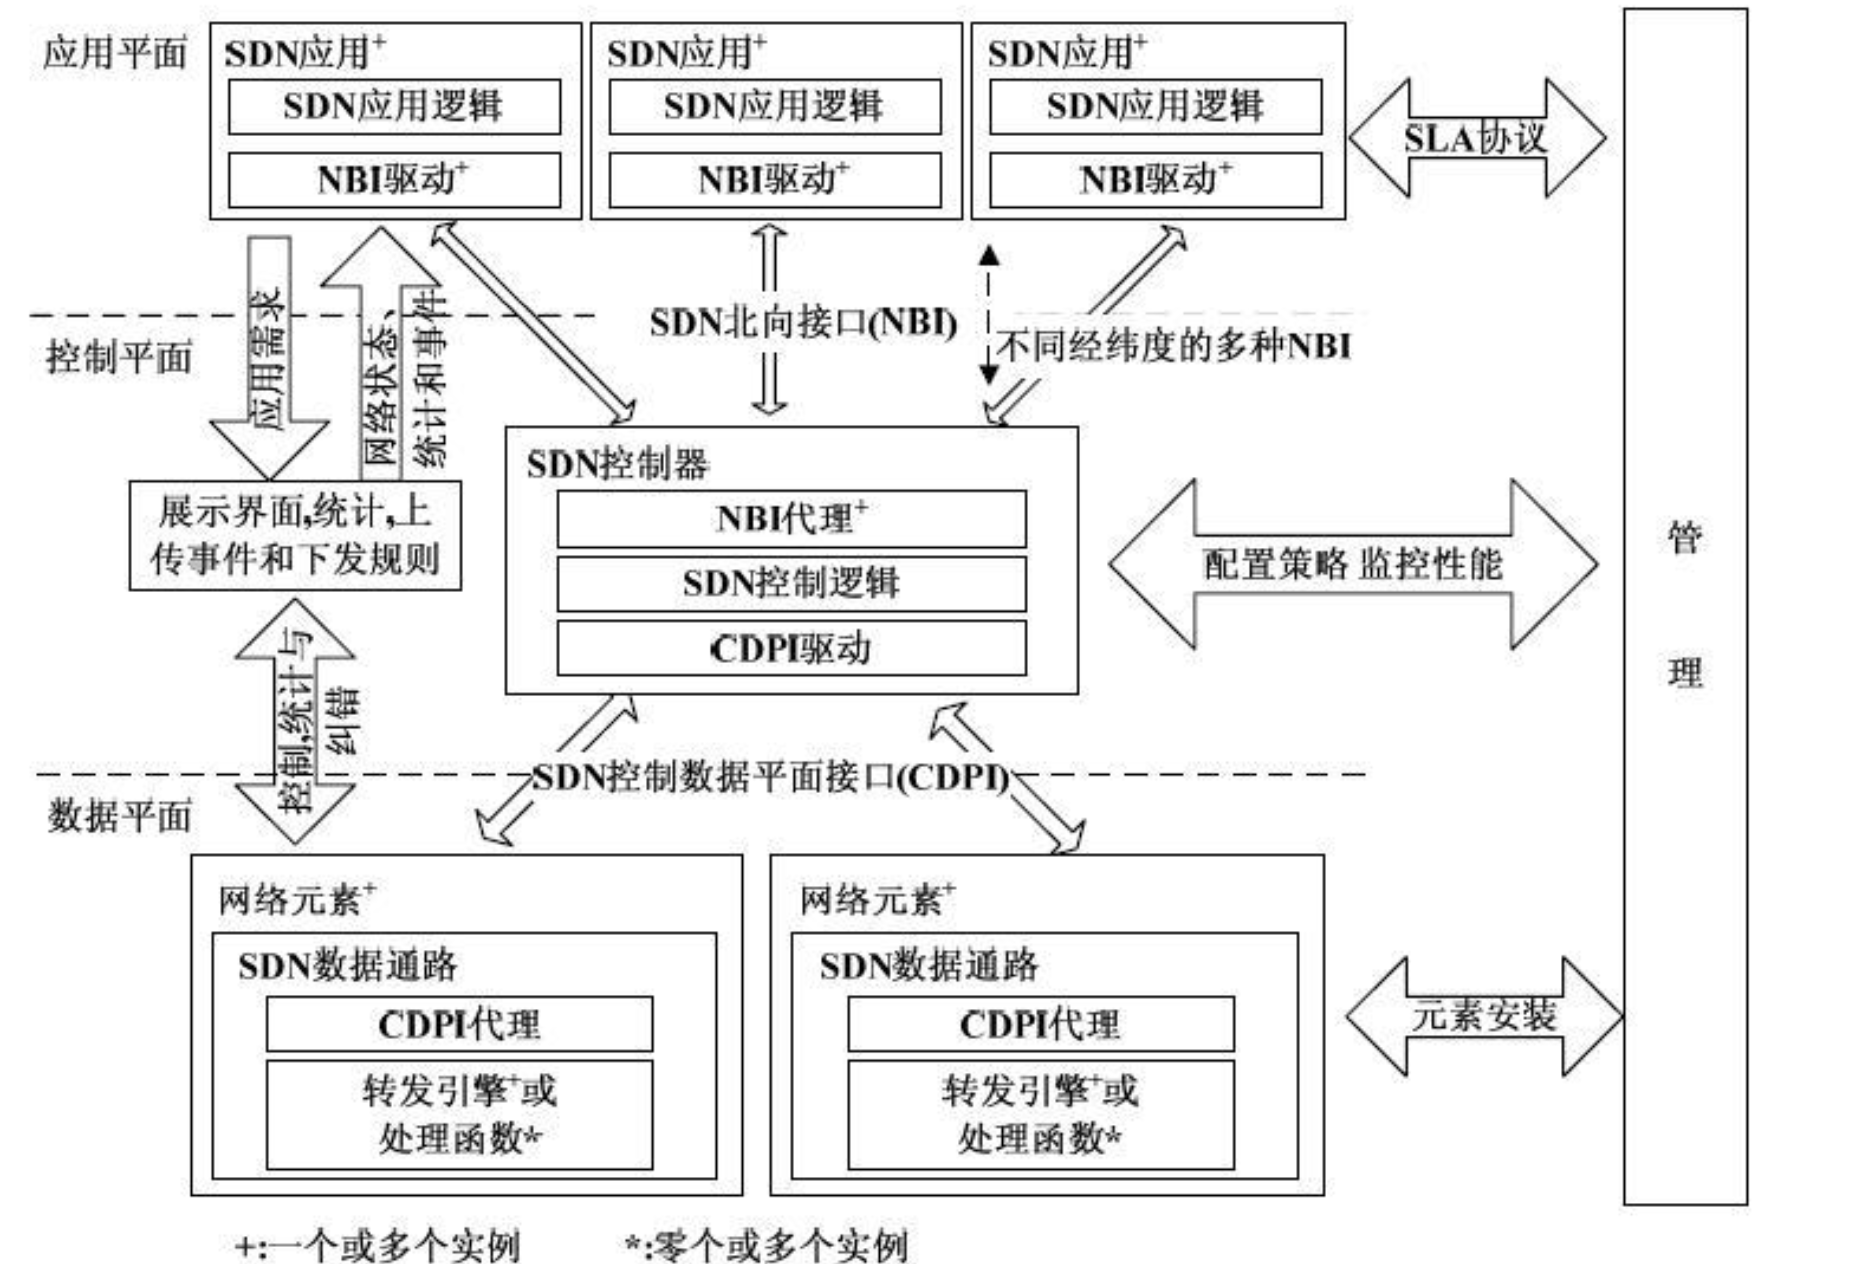 应用平面
SDN应用+
SDN应用逻辑
NBI驱动+
SDN应用+
SDN应用逻辑
NBI驱动+
SDN应用+
SDN应用逻辑
NBI驱动+
SLA协议
应用需求
网络状态、
统计和事件
SDN北向接口(NBI)
不同经纬度的多种NBI
控制平面
展示界面,统计,上
传事件和下发规则
SDN控制器
NBI代理+
SDN控制逻辑
CDPI驱动
配置策略 监控性能
管
理
控制,统计与
纠错
SDN控制数据平面接口(CDPI)
数据平面
网络元素+
SDN数据通路
CDPI代理
转发引擎+或
处理函数*
网络元素+
SDN数据通路
CDPI代理
转发引擎+或
处理函数*
元素安装
+:一个或多个实例
*:零个或多个实例